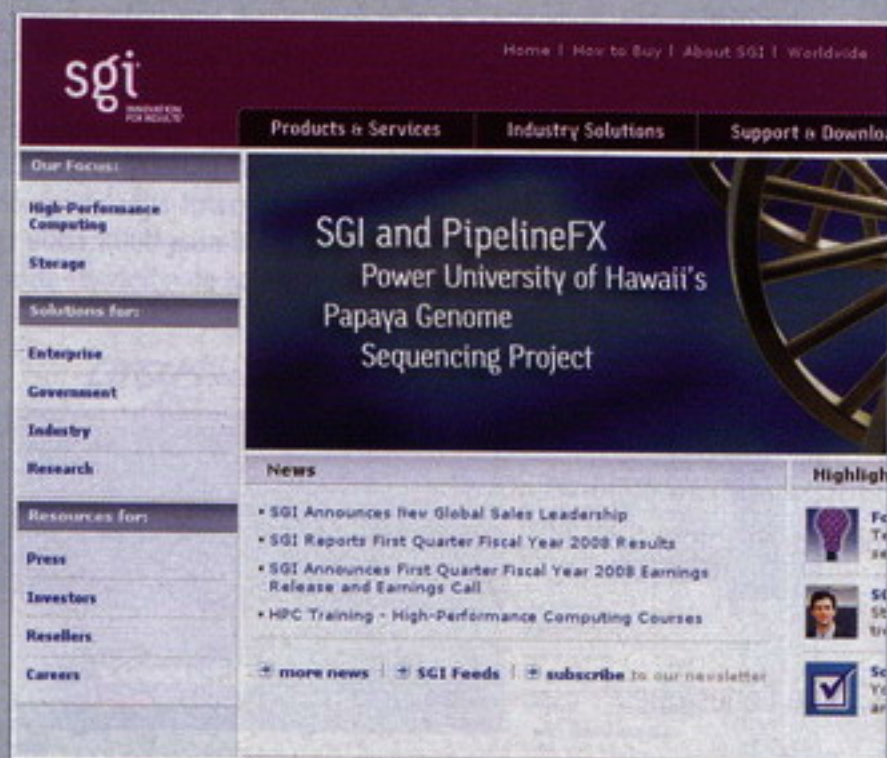 Home | How to Buy | About SGI | Worldwide
sgi
INNOVATION
FOR RESULTS
Products & Services
Industry Solutions
Support &
Our Focus:
High-Performance
Computing
Storage
Solutions for:
Enterprise
Government
Industry
Research
Resources for:
Press
Investors
Resellers
Careers
SGI and PipelineFX
Power University of Hawaii's
Papaya Genome
Sequencing Project
News
• SGI Announces New Global Sales Leadership
• SGI Reports First Quarter Fiscal Year 2008 Results
• SGI Announces First Quarter Fiscal Year 2008 Earnings
Release and Earnings Call
• HPC Training - High-Performance Computing Courses
more news | SGI Feeds | subscribe to our newsletter